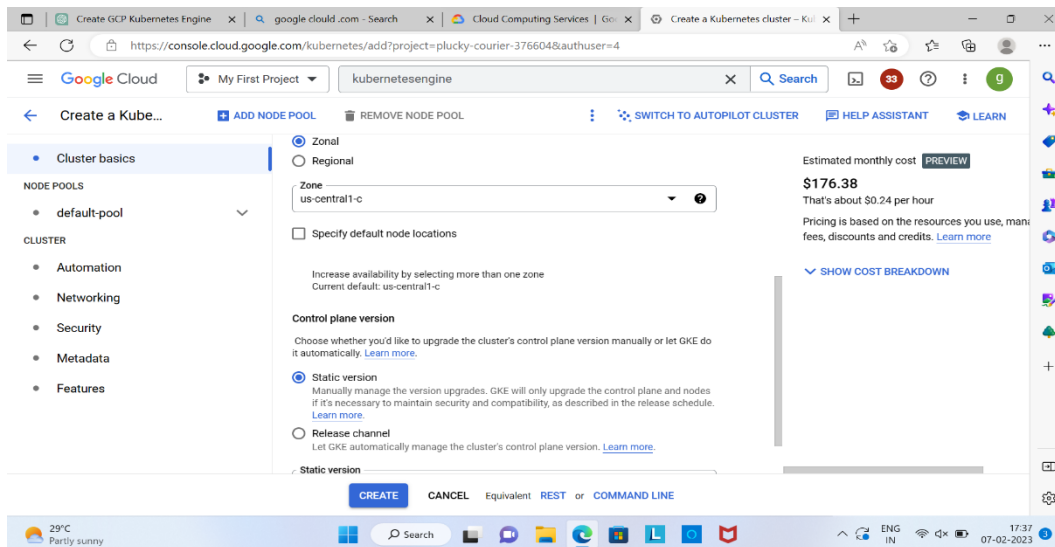 Create GCP Kubernetes Engine
google clould .com - Search
Cloud Computing Services | Goo
Create a Kubernetes cluster – Kub
https://console.cloud.google.com/kubernetes/add?project=plucky-courier-376604&authuser=4
Google Cloud
My First Project
kubernetesengine
Search
33
g
Create a Kube...
ADD NODE POOL
REMOVE NODE POOL
SWITCH TO AUTOPILOT CLUSTER
HELP ASSISTANT
LEARN
Cluster basics
NODE POOLS
default-pool
CLUSTER
Automation
Networking
Security
Metadata
Features
Zonal
Regional
Zone
us-central1-c
Specify default node locations
Increase availability by selecting more than one zone
Current default: us-central1-c
Control plane version
Choose whether you'd like to upgrade the cluster's control plane version manually or let GKE do
it automatically. Learn more.
Static version
Manually manage the version upgrades. GKE will only upgrade the control plane and nodes
if it's necessary to maintain security and compatibility, as described in the release schedule.
Learn more.
Release channel
Let GKE automatically manage the cluster's control plane version. Learn more.
Static version
Estimated monthly cost PREVIEW
$176.38
That's about $0.24 per hour
Pricing is based on the resources you use, mana
fees, discounts and credits. Learn more
SHOW COST BREAKDOWN
CREATE
CANCEL
Equivalent REST or COMMAND LINE
29°C
Partly sunny
Search
ENG
IN
17:37
07-02-2023
3